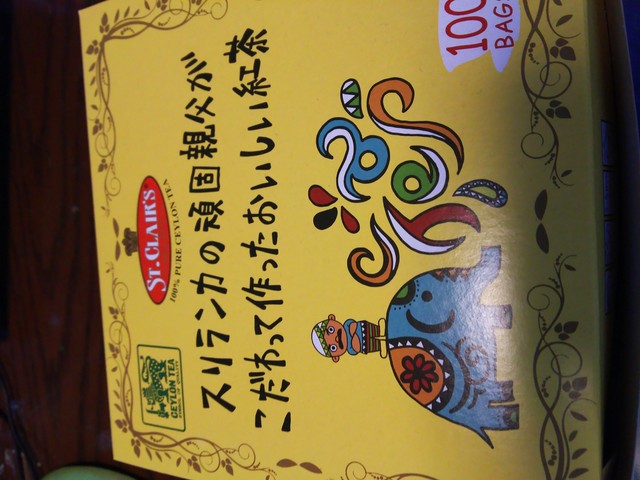 ST. CLAIR'S
100% PURE CEYLON TEA
CEYLON TEA
スリランカの頑固親父が
こだわって作ったおいしい紅茶
100
BAGS